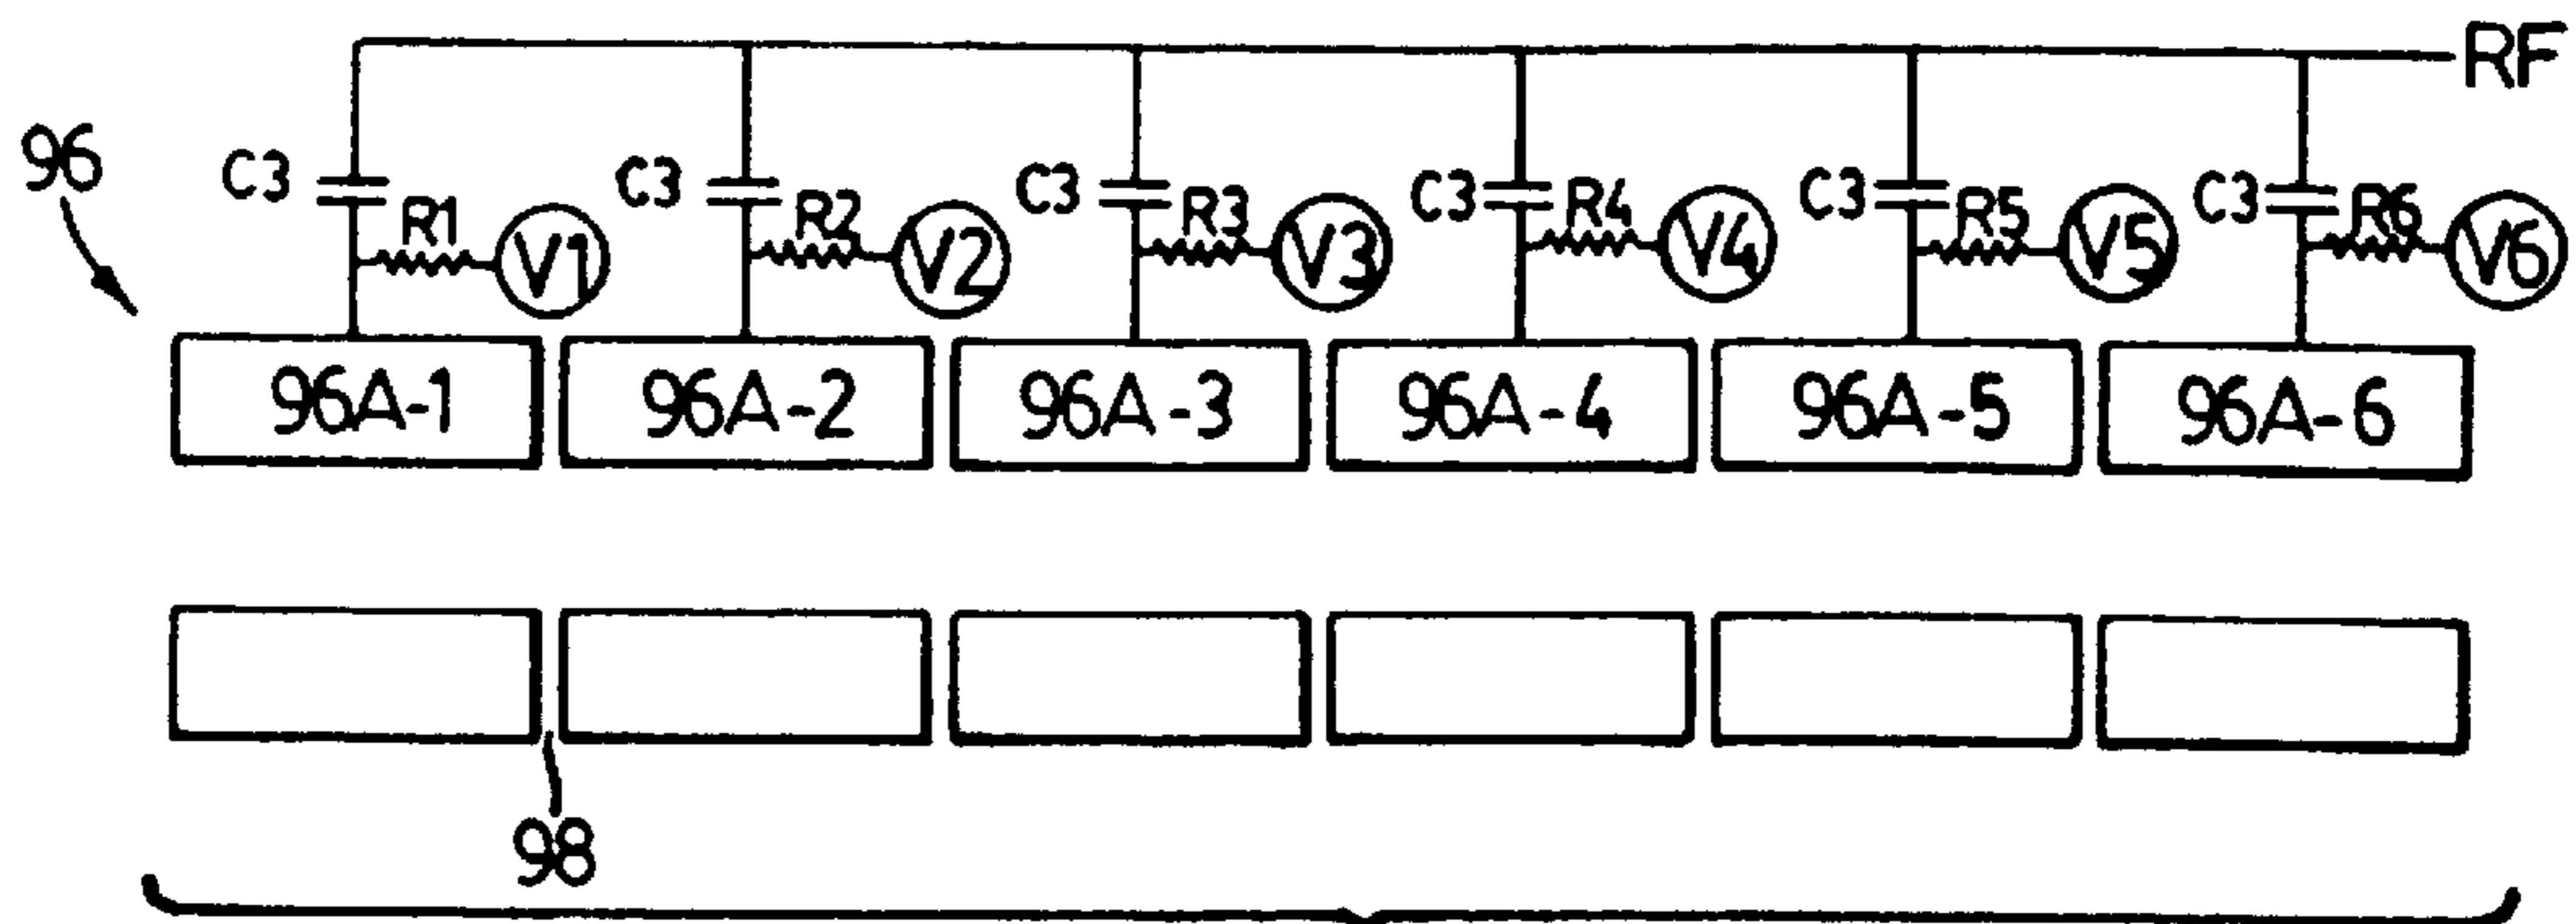 RF
96
C3 C3 C3 C3 C3 C3
R1 R2 R3 R4 R5 R6
V1 V2 V3 V4 V5 V6
96A-1 96A-2 96A-3 96A-4 96A-5 96A-6
98